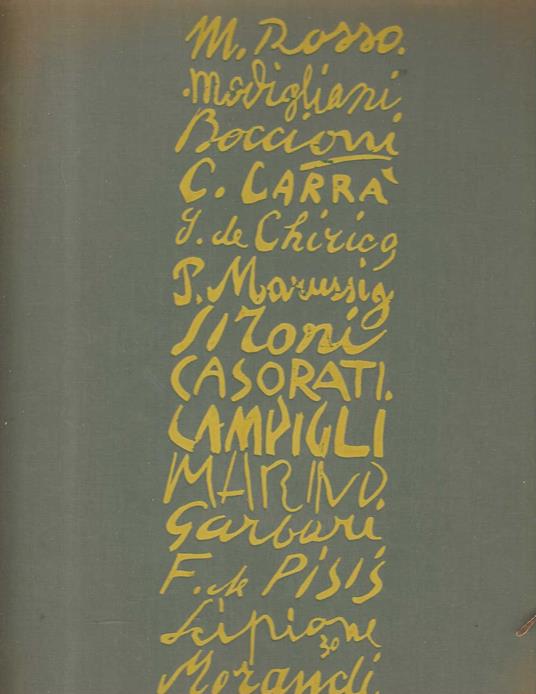 M. Rosso.
.Modigliani
Boccioni
C. CARRÀ
G. de Chirico
P. Marussig
SIRONI
CASORATI.
CAMPIGLI
MARINO.
Garbari
F. de PISIS
Scipione
30
Morandi